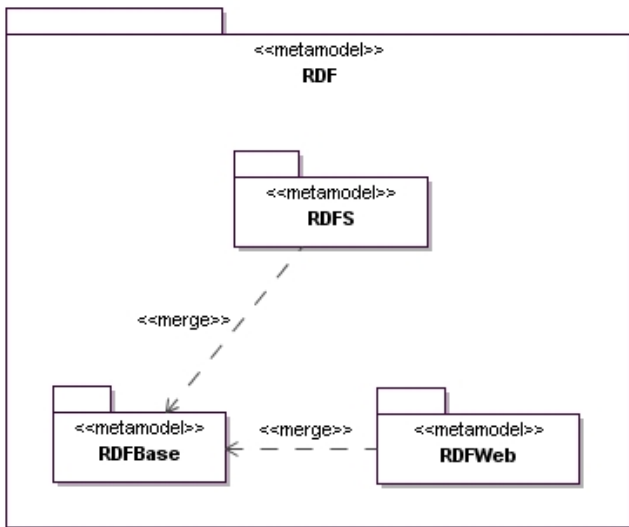 <<metamodel>>
RDF
<<metamodel>>
RDFS
<<merge>>
<<metamodel>>
RDFBase
<<merge>>
<<metamodel>>
RDFWeb